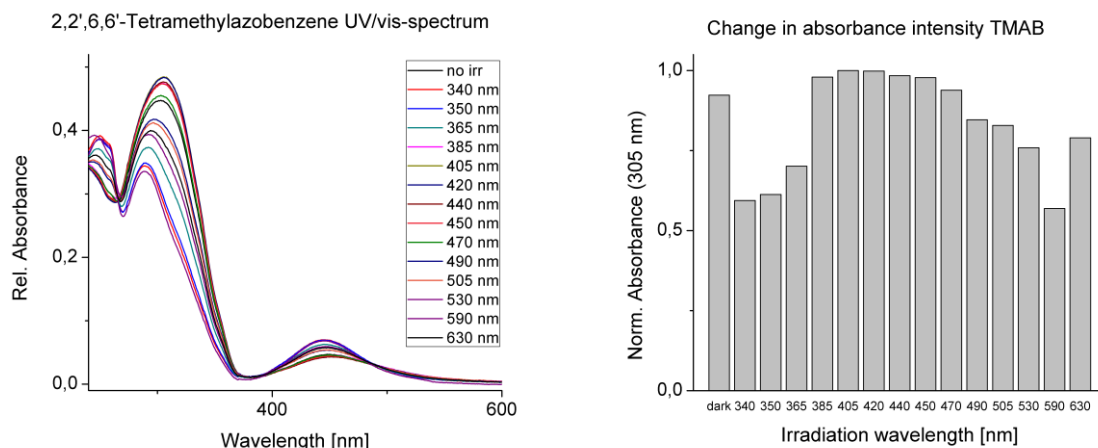 2,2',6,6'-Tetramethylazobenzene UV/vis-spectrum
Rel. Absorbance
0,4
0,2
0,0
400
600
Wavelength [nm]
no irr
340 nm
350 nm
365 nm
385 nm
405 nm
420 nm
440 nm
450 nm
470 nm
490 nm
505 nm
530 nm
590 nm
630 nm
Change in absorbance intensity TMAB
Norm. Absorbance (305 nm)
1,0
0,5
0,0
dark 340 350 365 385 405 420 440 450 470 490 505 530 590 630
Irradiation wavelength [nm]